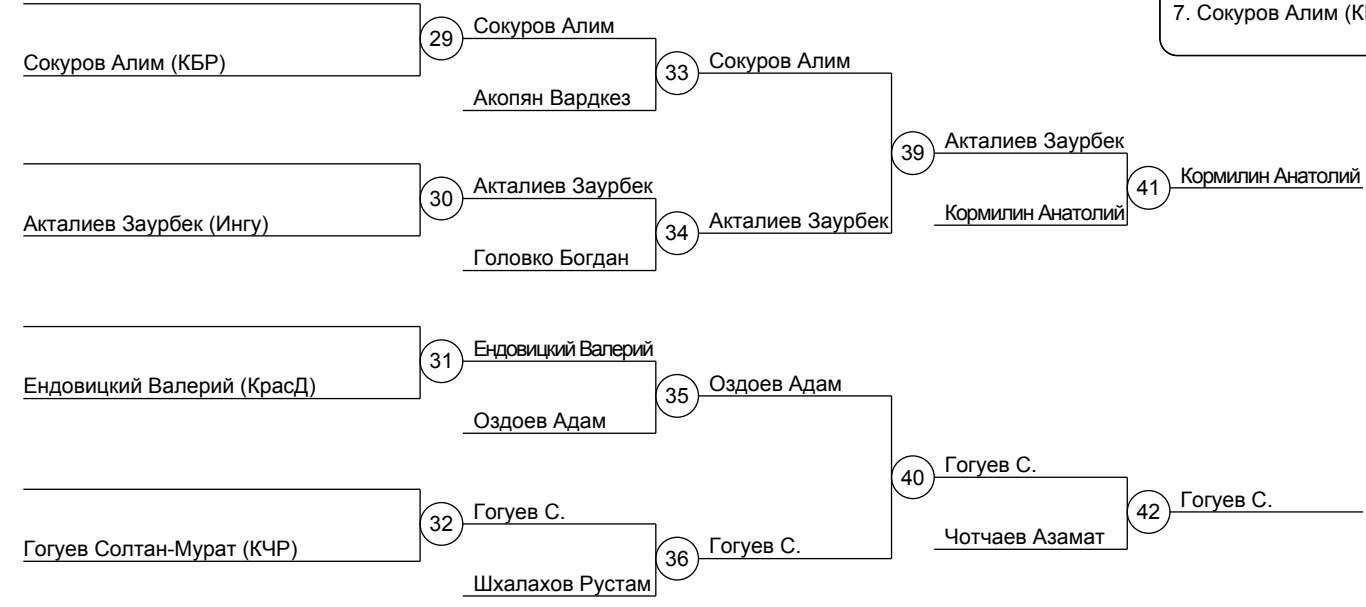 7. Сокуров Алим (К
29
Сокуров Алим
Сокуров Алим (КБР)
33
Сокуров Алим
Акопян Вардкез
39
Акталиев Заурбек
30
Акталиев Заурбек
Акталиев Заурбек (Ингу)
34
Акталиев Заурбек
Головко Богдан
41
Кормилин Анатолий
Кормилин Анатолий
31
Ендовицкий Валерий
Ендовицкий Валерий (КрасД)
35
Оздоев Адам
Оздоев Адам
40
Гогуев С.
32
Гогуев С.
Гогуев Солтан-Мурат (КЧР)
36
Гогуев С.
Шхалахов Рустам
42
Гогуев С.
Чотчаев Азамат